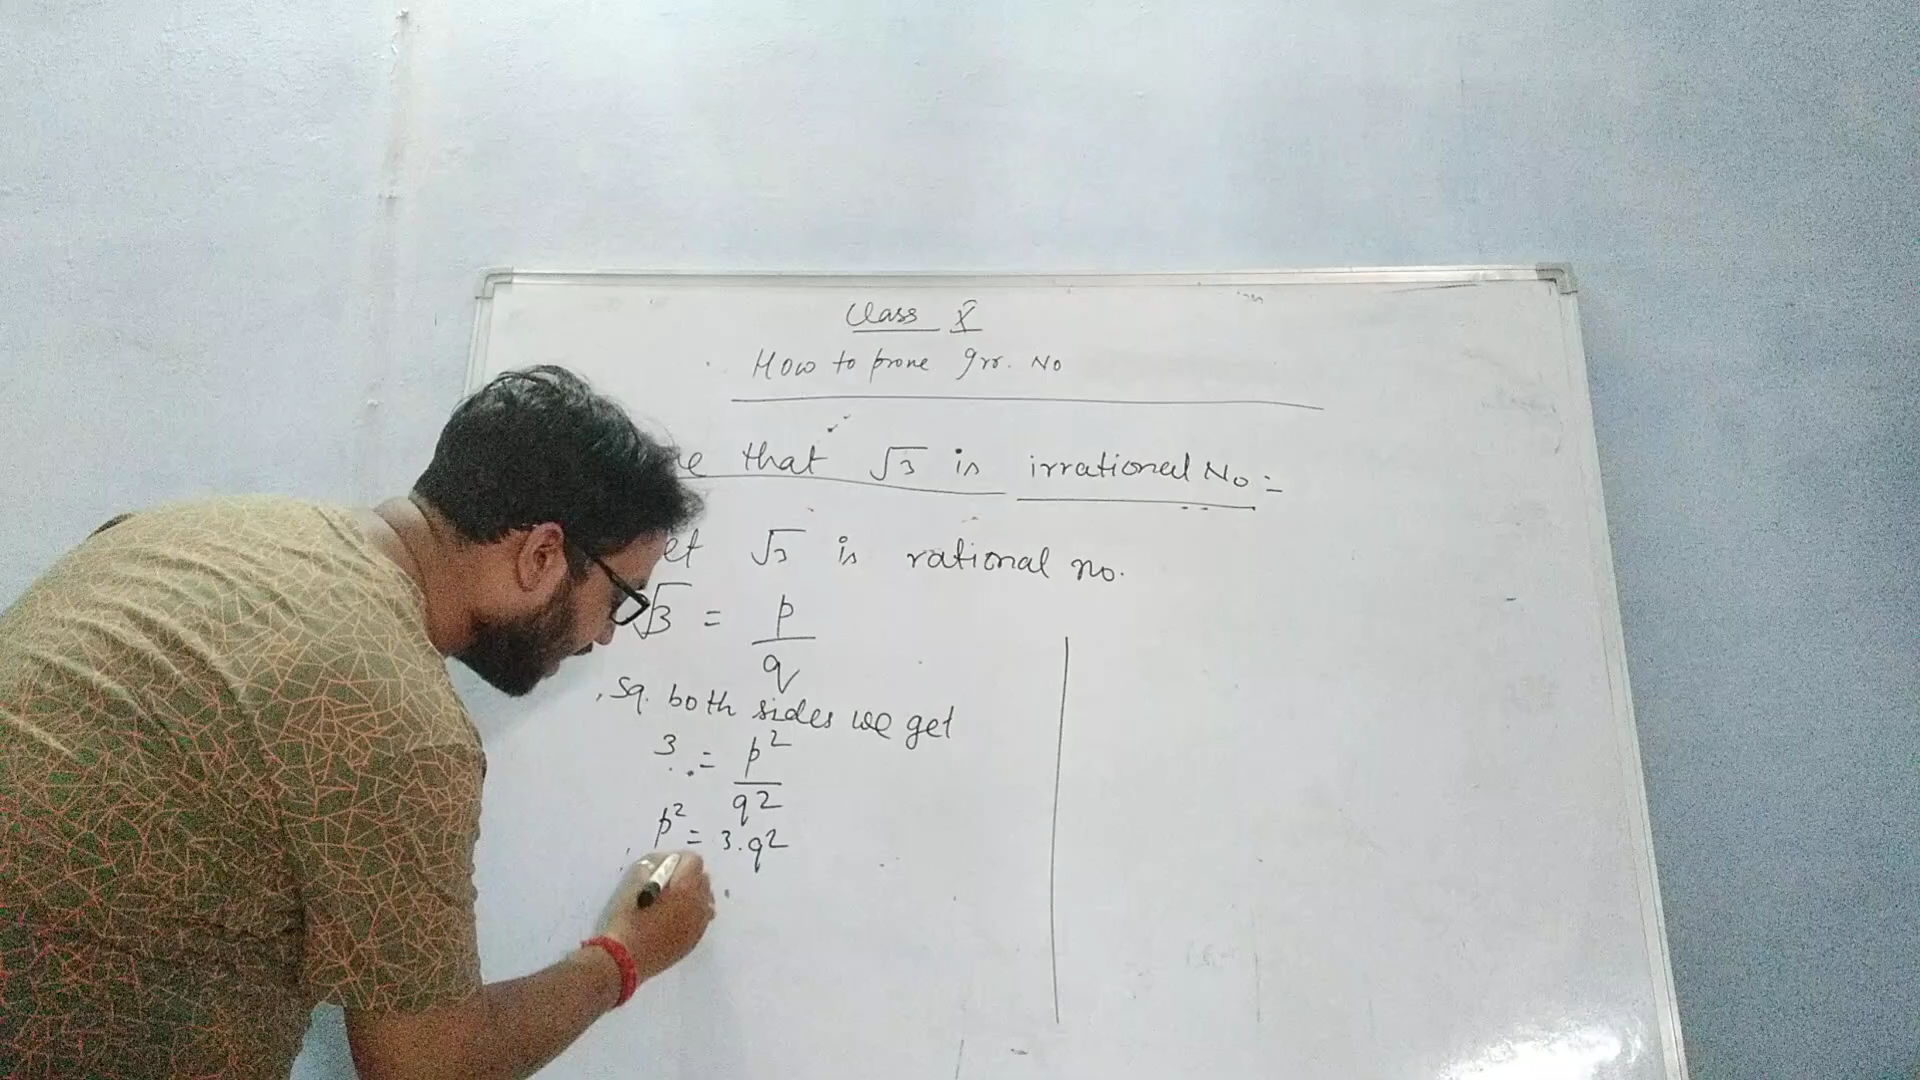 Class X
How to prove Irr. No
that √3 is irrational No :-
et √3 is rational no.
√3 = p/q
sq. both sides we get
3 = p²/q²
p² = 3.q²